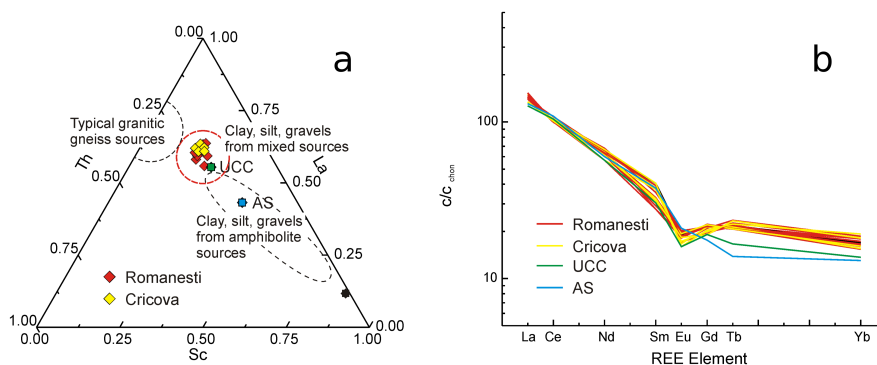 a
0.00 1.00
0.25
0.75
Typical granitic
gneiss sources
Clay, silt, gravels
from mixed sources
Th
La
UCC
0.50
0.50
AS
Clay, silt, gravels
from amphibolite
sources
0.75
0.25
Romanesti
Cricova
1.00
0.00
0.00 0.25 0.50 0.75 1.00
Sc
b
100
10
c/c chon
Romanesti
Cricova
UCC
AS
La Ce Nd Sm Eu Gd Tb Yb
REE Element